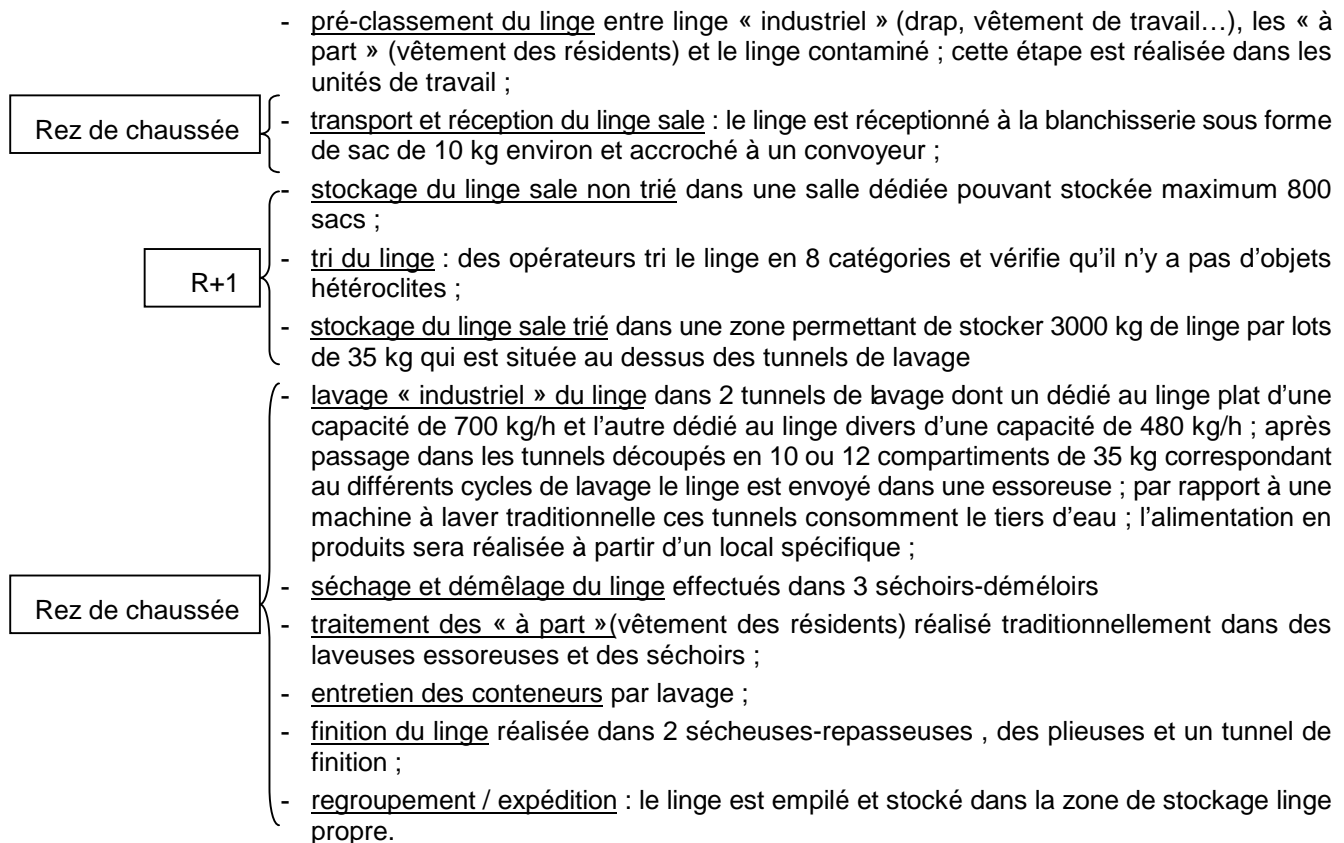 - pré-classement du linge entre linge « industriel » (drap, vêtement de travail…), les « à
part » (vêtement des résidents) et le linge contaminé ; cette étape est réalisée dans les
unités de travail ;
Rez de chaussée
- transport et réception du linge sale : le linge est réceptionné à la blanchisserie sous forme
de sac de 10 kg environ et accroché à un convoyeur ;
R+1
- stockage du linge sale non trié dans une salle dédiée pouvant stockée maximum 800
sacs ;
- tri du linge : des opérateurs tri le linge en 8 catégories et vérifie qu'il n'y a pas d'objets
hétéroclites ;
- stockage du linge sale trié dans une zone permettant de stocker 3000 kg de linge par lots
de 35 kg qui est située au dessus des tunnels de lavage
Rez de chaussée
- lavage « industriel » du linge dans 2 tunnels de lavage dont un dédié au linge plat d'une
capacité de 700 kg/h et l'autre dédié au linge divers d'une capacité de 480 kg/h ; après
passage dans les tunnels découpés en 10 ou 12 compartiments de 35 kg correspondant
au différents cycles de lavage le linge est envoyé dans une essoreuse ; par rapport à une
machine à laver traditionnelle ces tunnels consomment le tiers d'eau ; l'alimentation en
produits sera réalisée à partir d'un local spécifique ;
- séchage et démêlage du linge effectués dans 3 séchoirs-déméloirs
- traitement des « à part »(vêtement des résidents) réalisé traditionnellement dans des
laveuses essoreuses et des séchoirs ;
- entretien des conteneurs par lavage ;
- finition du linge réalisée dans 2 sécheuses-repasseuses , des plieuses et un tunnel de
finition ;
- regroupement / expédition : le linge est empilé et stocké dans la zone de stockage linge
propre.